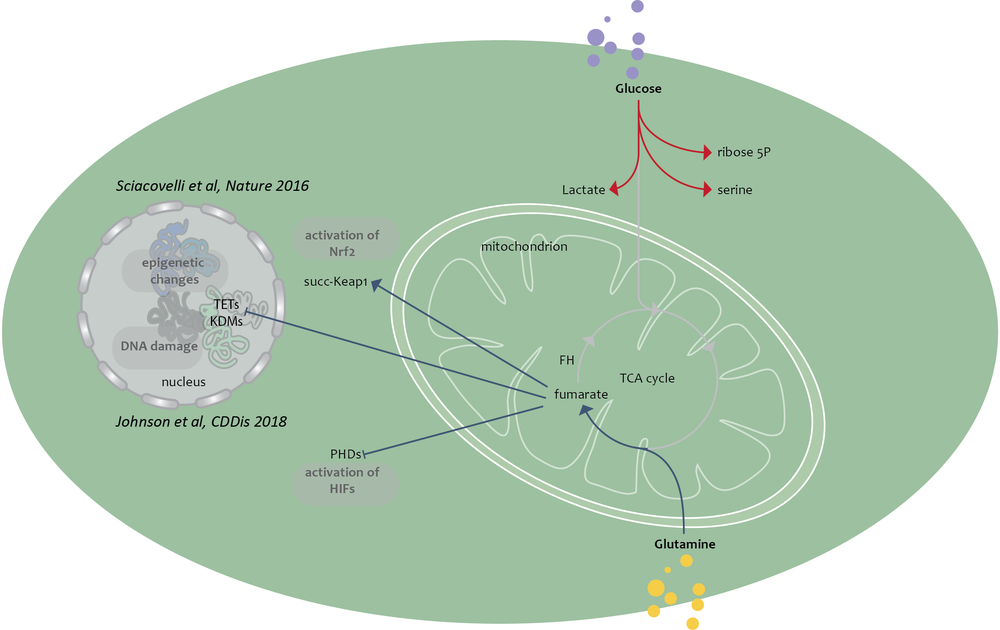 Glucose
ribose 5P
Lactate
serine
Sciacovelli et al, Nature 2016
activation of
Nrf2
mitochondrion
epigenetic
changes
succ-Keap1
TETs
KDMs
DNA damage
FH
TCA cycle
nucleus
fumarate
Johnson et al, CDDis 2018
PHDs
activation of
HIFs
Glutamine